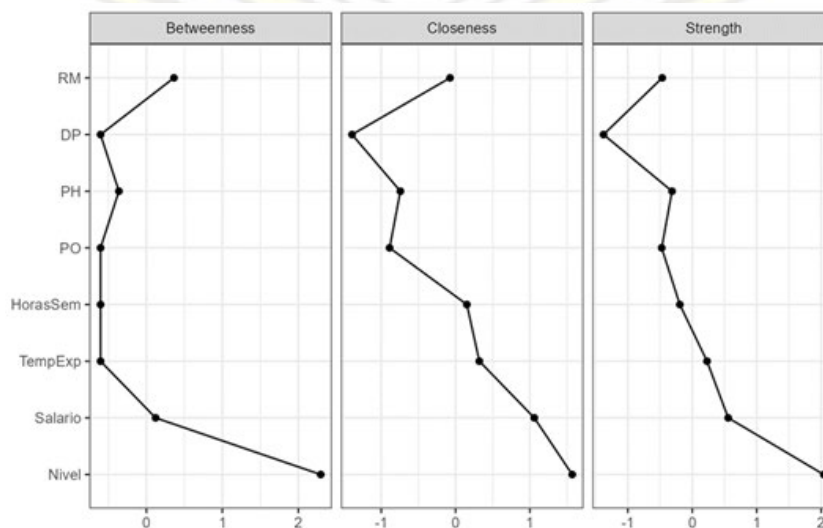 Betweenness Closeness Strength
RM
DP
PH
PO
HorasSem
TempExp
Salario
Nivel
0 1 2 -1 0 1 -1 0 1 2